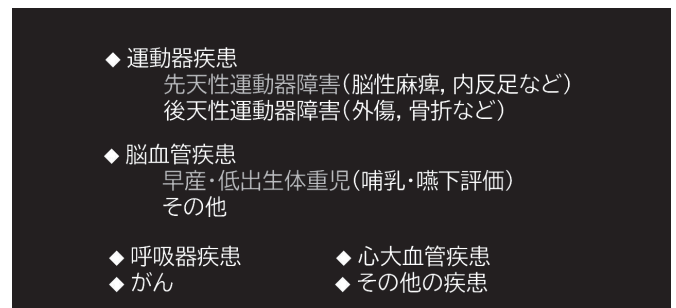 ◆運動器疾患
先天性運動器障害(脳性麻痺, 内反足など)
後天性運動器障害(外傷, 骨折など)
◆脳血管疾患
早産・低出生体重児(哺乳・嚥下評価)
その他
◆呼吸器疾患 ◆心大血管疾患
◆がん ◆その他の疾患